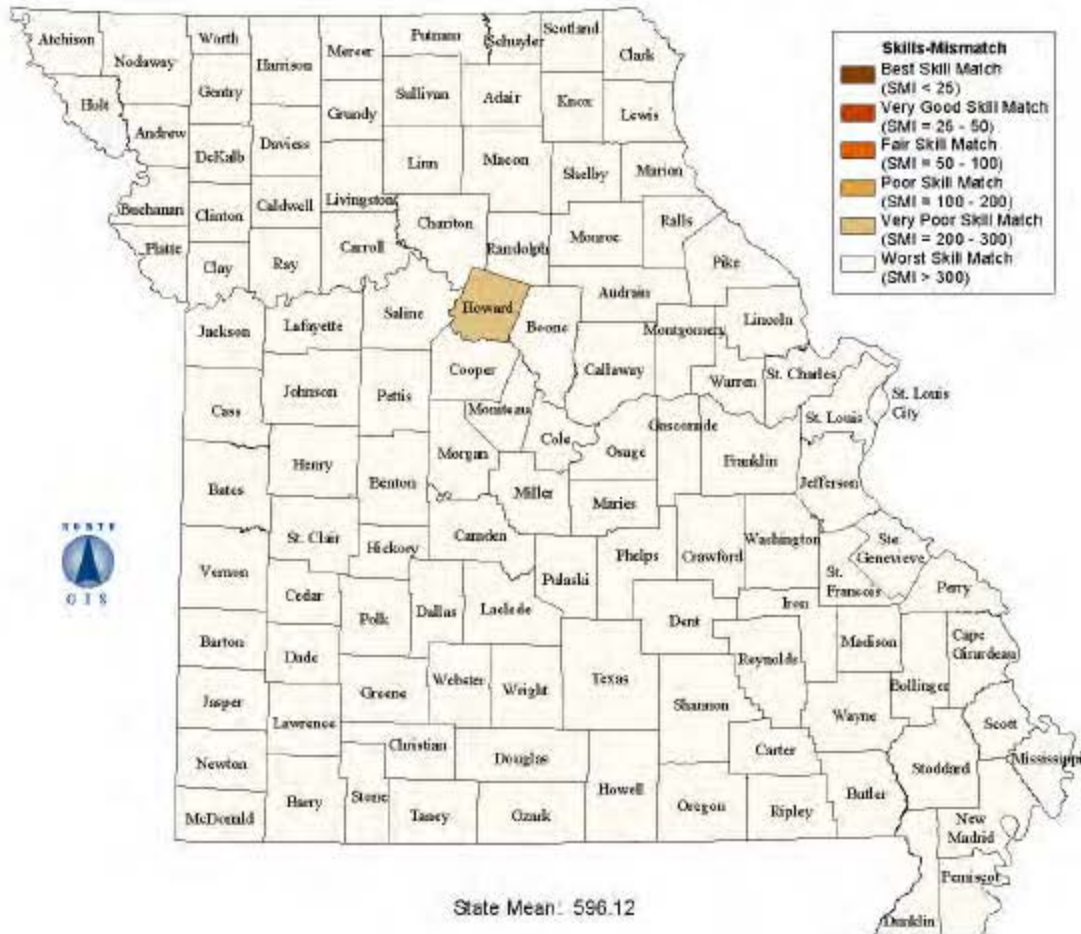 Atchison
Nodaway
Worth
Harrison
Mercer
Putnam
Schuyler
Scotland
Clark
Holt
Gentry
Sullivan
Adair
Knox
Lewis
Andrew
DeKalb
Daviess
Grundy
Linn
Macon
Shelby
Marion
Buchanan
Clinton
Caldwell
Livingston
Chariton
Randolph
Monroe
Ralls
Platte
Clay
Ray
Carroll
Pike
Audrain
Jackson
Lafayette
Saline
Howard
Boone
Montgomery
Lincoln
Cooper
Callaway
Warren
St. Charles
Cass
Johnson
Pettis
Moniteau
St. Louis
St. Louis
City
Cole
Gasconade
Osage
Franklin
Henry
Morgan
Jefferson
Bates
Benton
Miller
Maries
St. Clair
Hickory
Camden
Phelps
Crawford
Washington
Ste.
Genevieve
Vernon
Pulaski
St.
Francois
Perry
Cedar
Polk
Dallas
Laclede
Dent
Iron
Barton
Dade
Madison
Cape
Girardeau
Reynolds
Jasper
Greene
Webster
Wright
Texas
Shannon
Bollinger
Lawrence
Wayne
Scott
Newton
Christian
Douglas
Carter
Stoddard
Mississippi
McDonald
Barry
Stone
Taney
Ozark
Howell
Oregon
Ripley
Butler
New
Madrid
Pemiscot
Dunklin
Skills-Mismatch
Best Skill Match
(SMI < 25)
Very Good Skill Match
(SMI = 25 - 50)
Fair Skill Match
(SMI = 50 - 100)
Poor Skill Match
(SMI = 100 - 200)
Very Poor Skill Match
(SMI = 200 - 300)
Worst Skill Match
(SMI > 300)
NORTH
GIS
State Mean: 596.12